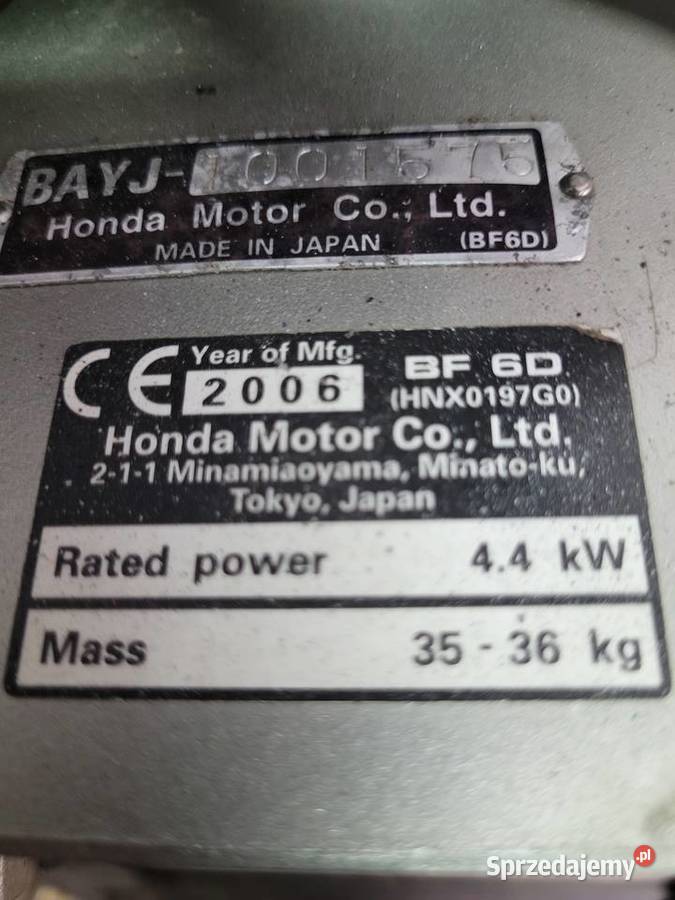 BAYJ-1001575
Honda Motor Co., Ltd.
MADE IN JAPAN (BF6D)
CE Year of Mfg. BF 6D
2006 (HNX0197G0)
Honda Motor Co., Ltd.
2-1-1 Minamiaoyama, Minato-ku,
Tokyo, Japan
Rated power 4.4 kW
Mass 35 - 36 kg
Sprzedajemy.pl